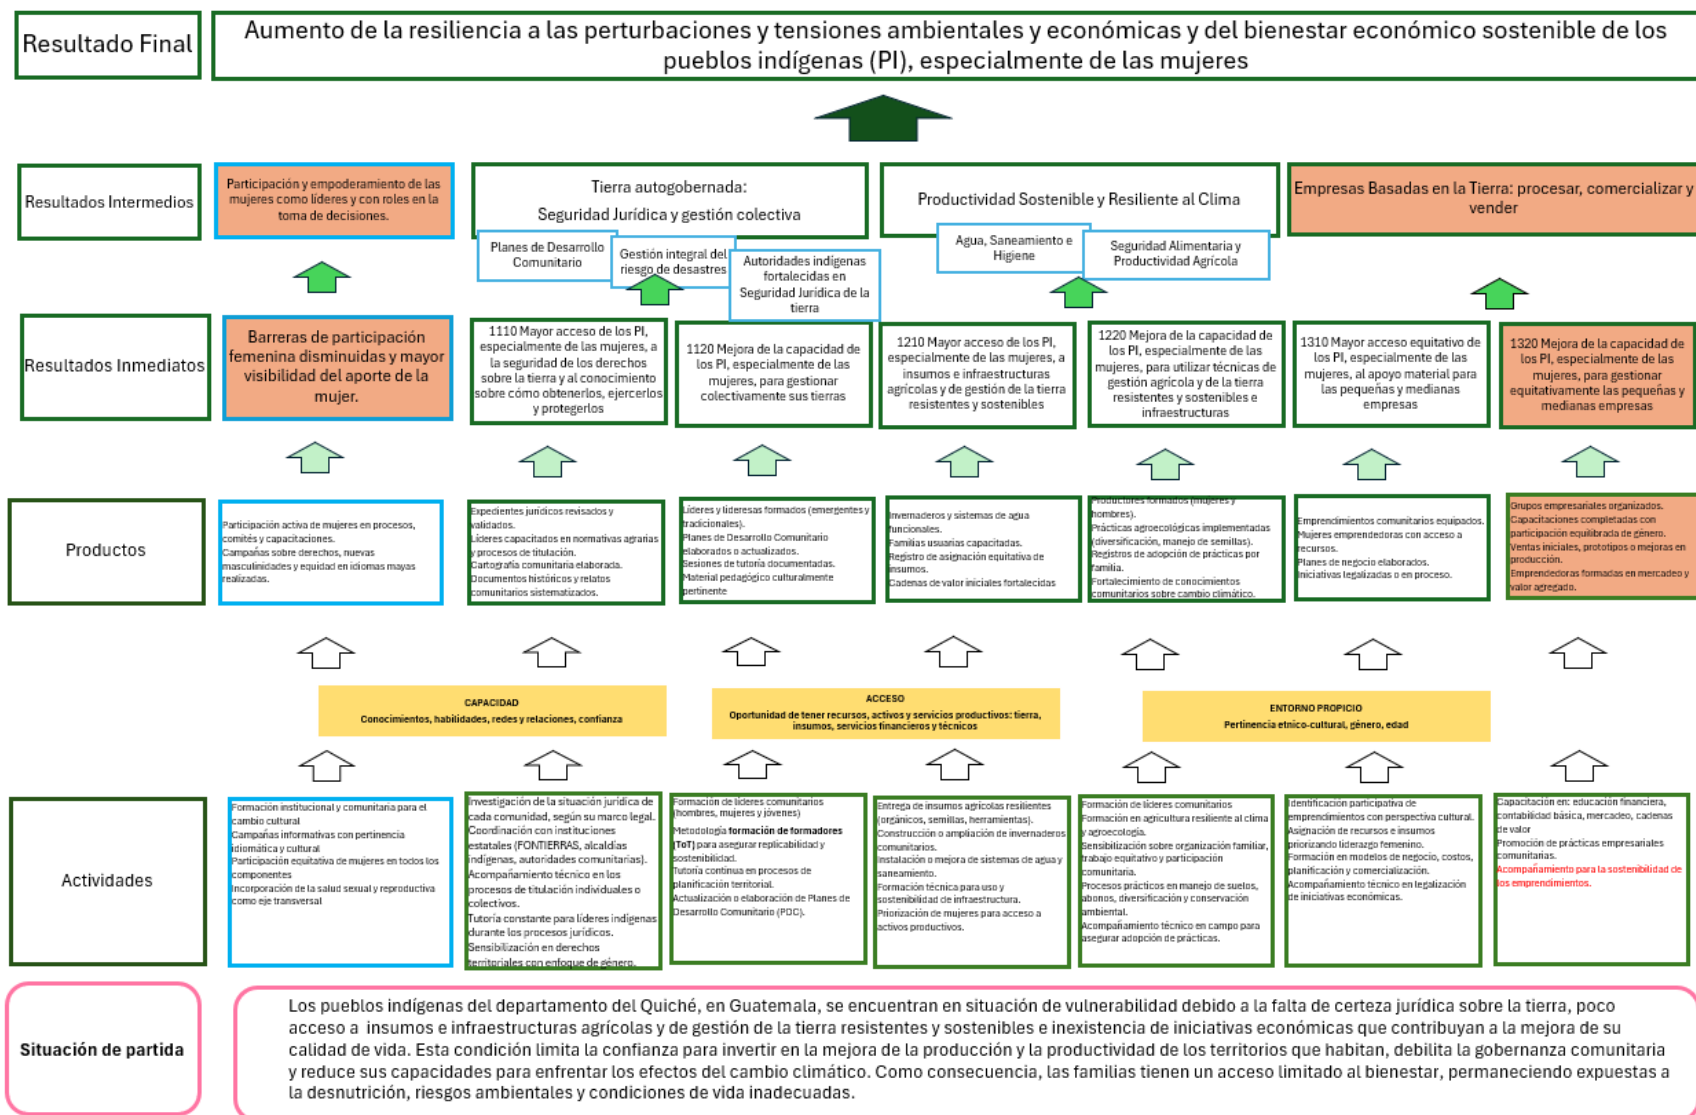 Resultado Final
Aumento de la resiliencia a las perturbaciones y tensiones ambientales y económicas y del bienestar económico sostenible de los
pueblos indígenas (PI), especialmente de las mujeres
Resultados Intermedios
Participación y empoderamiento de las
mujeres como líderes y con roles en la
toma de decisiones.
Tierra autogobernada:
Seguridad Jurídica y gestión colectiva
Productividad Sostenible y Resiliente al Clima
Empresas Basadas en la Tierra: procesar, comercializar y
vender
Planes de Desarrollo
Comunitario
Gestión integral del
riesgo de desastres
Autoridades indígenas
fortalecidas en
Seguridad Jurídica de la
tierra
Agua, Saneamiento e
Higiene
Seguridad Alimentaria y
Productividad Agrícola
Resultados Inmediatos
Barreras de participación
femenina disminuidas y mayor
visibilidad del aporte de la
mujer.
1110 Mayor acceso de los PI,
especialmente de las mujeres, a
la seguridad de los derechos
sobre la tierra y al conocimiento
sobre cómo obtenerlos, ejercerlos
y protegerlos
1120 Mejora de la capacidad de
los PI, especialmente de las
mujeres, para gestionar
colectivamente sus tierras
1210 Mayor acceso de los PI,
especialmente de las mujeres, a
insumos e infraestructuras
agrícolas y de gestión de la tierra
resistentes y sostenibles
1220 Mejora de la capacidad de
los PI, especialmente de las
mujeres, para utilizar técnicas de
gestión agrícola y de la tierra
resistentes y sostenibles e
infraestructuras
1310 Mayor acceso equitativo de
los PI, especialmente de las
mujeres, al apoyo material para
las pequeñas y medianas
empresas
1320 Mejora de la capacidad de
los PI, especialmente de las
mujeres, para gestionar
equitativamente las pequeñas y
medianas empresas
Productos
Participación activa de mujeres en procesos,
comités y capacitaciones.
Campañas sobre derechos, nuevas
masculinidades y equidad en idiomas mayas
realizadas.
Expedientes jurídicos revisados y
validados.
Líderes capacitados en normativas agrarias
y procesos de titulación.
Cartografía comunitaria elaborada.
Documentos históricos y relatos
comunitarios sistematizados.
Líderes y lideresas formados (emergentes y
tradicionales).
Planes de Desarrollo Comunitario
elaborados o actualizados.
Sesiones de tutoría documentadas.
Material pedagógico culturalmente
pertinente
Invernaderos y sistemas de agua
funcionales.
Familias usuarias capacitadas.
Registro de asignación equitativa de
insumos.
Cadenas de valor iniciales fortalecidas
Productores formados (mujeres y
hombres).
Prácticas agroecológicas implementadas
(diversificación, manejo de semillas).
Registros de adopción de prácticas por
familia.
Fortalecimiento de conocimientos
comunitarios sobre cambio climático.
Emprendimientos comunitarios equipados.
Mujeres emprendedoras con acceso a
recursos.
Planes de negocio elaborados.
Iniciativas legalizadas o en proceso.
Grupos empresariales organizados.
Capacitaciones completadas con
participación equilibrada de género.
Ventas iniciales, prototipos o mejoras en
producción.
Emprendedoras formadas en mercadeo y
valor agregado.
CAPACIDAD
Conocimientos, habilidades, redes y relaciones, confianza
ACCESO
Oportunidad de tener recursos, activos y servicios productivos: tierra,
insumos, servicios financieros y técnicos
ENTORNO PROPICIO
Pertinencia etnico-cultural, género, edad
Actividades
Formación institucional y comunitaria para el
cambio cultural
Campañas informativas con pertinencia
idiomática y cultural
Participación equitativa de mujeres en todos los
componentes
Incorporación de la salud sexual y reproductiva
como eje transversal
Investigación de la situación jurídica de
cada comunidad, según su marco legal.
Coordinación con instituciones
estatales (FONTIERRAS, alcaldías
indígenas, autoridades comunitarias).
Acompañamiento técnico en los
procesos de titulación individuales o
colectivos.
Tutoría constante para líderes indígenas
durante los procesos jurídicos.
Sensibilización en derechos
territoriales con enfoque de género.
Formación de líderes comunitarios
(hombres, mujeres y jóvenes)
Metodología formación de formadores
(ToT) para asegurar replicabilidad y
sostenibilidad.
Tutoría continua en procesos de
planificación territorial.
Actualización o elaboración de Planes de
Desarrollo Comunitario (PDC).
Entrega de insumos agrícolas resilientes
(orgánicos, semillas, herramientas).
Construcción o ampliación de invernaderos
comunitarios.
Instalación o mejora de sistemas de agua y
saneamiento.
Formación técnica para uso y
sostenibilidad de infraestructura.
Priorización de mujeres para acceso a
activos productivos.
Formación de líderes comunitarios
Formación en agricultura resiliente al clima
y agroecología.
Sensibilización sobre organización familiar,
trabajo equitativo y participación
comunitaria.
Procesos prácticos en manejo de suelos,
abonos, diversificación y conservación
ambiental.
Acompañamiento técnico en campo para
asegurar adopción de prácticas.
Identificación participativa de
emprendimientos con perspectiva cultural.
Asignación de recursos e insumos
priorizando liderazgo femenino.
Formación en modelos de negocio, costos,
planificación y comercialización.
Acompañamiento técnico en legalización
de iniciativas económicas.
Capacitación en: educación financiera,
contabilidad básica, mercadeo, cadenas
de valor
Promoción de prácticas empresariales
comunitarias.
Acompañamiento para la sostenibilidad de
los emprendimientos.
Situación de partida
Los pueblos indígenas del departamento del Quiché, en Guatemala, se encuentran en situación de vulnerabilidad debido a la falta de certeza jurídica sobre la tierra, poco
acceso a insumos e infraestructuras agrícolas y de gestión de la tierra resistentes y sostenibles e inexistencia de iniciativas económicas que contribuyan a la mejora de su
calidad de vida. Esta condición limita la confianza para invertir en la mejora de la producción y la productividad de los territorios que habitan, debilita la gobernanza comunitaria
y reduce sus capacidades para enfrentar los efectos del cambio climático. Como consecuencia, las familias tienen un acceso limitado al bienestar, permaneciendo expuestas a
la desnutrición, riesgos ambientales y condiciones de vida inadecuadas.